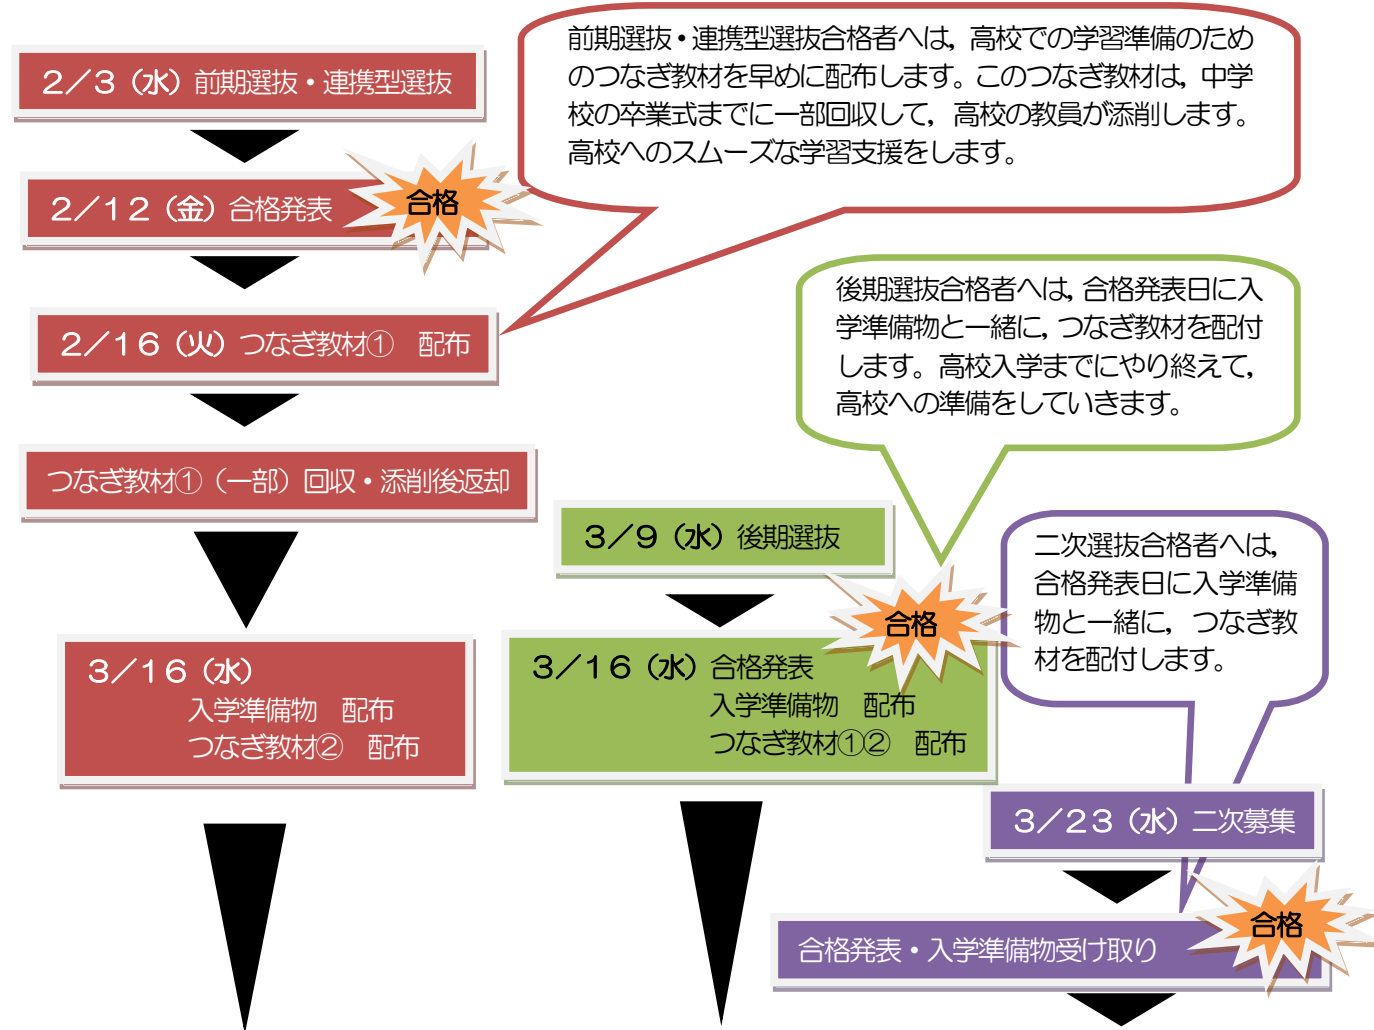 ２／３（水）前期選抜・連携型選抜
前期選抜・連携型選抜合格者へは，高校での学習準備のため
のつなぎ教材を早めに配布します。このつなぎ教材は，中学
校の卒業式までに一部回収して，高校の教員が添削します。
高校へのスムーズな学習支援をします。
２／１２（金）合格発表
合格
２／１６（火）つなぎ教材①　配布
つなぎ教材①（一部）回収・添削後返却
３／１６（水）
入学準備物　配布
つなぎ教材②　配布
後期選抜合格者へは，合格発表日に入
学準備物と一緒に，つなぎ教材を配付
します。高校入学までにやり終えて，
高校への準備をしていきます。
３／９（水）後期選抜
合格
３／１６（水）合格発表
入学準備物　配布
つなぎ教材①②　配布
二次選抜合格者へは，
合格発表日に入学準備
物と一緒に，つなぎ教
材を配付します。
３／２３（水）二次募集
合格
合格発表・入学準備物受け取り